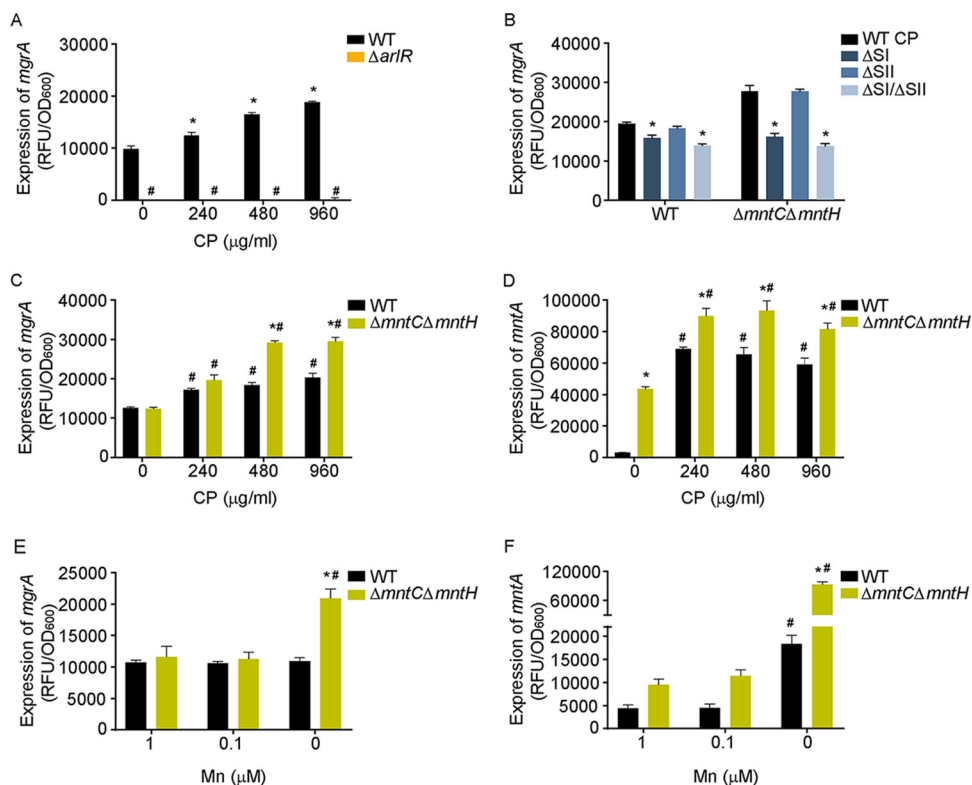 A
Expression of mgrA
(RFU/OD600)
30000
20000
10000
0
* * *
# # # #
0 240 480 960
CP (μg/ml)
WT
ΔarlR
B
Expression of mgrA
(RFU/OD600)
40000
30000
20000
10000
0
* * * *
WT ΔmntCΔmntH
WT CP
ΔSI
ΔSII
ΔSI/ΔSII
C
Expression of mgrA
(RFU/OD600)
40000
30000
20000
10000
0
# # # *# # *#
0 240 480 960
CP (μg/ml)
WT
ΔmntCΔmntH
D
Expression of mntA
(RFU/OD600)
100000
80000
60000
40000
20000
0
* # *# # *# # *#
0 240 480 960
CP (μg/ml)
WT
ΔmntCΔmntH
E
Expression of mgrA
(RFU/OD600)
25000
20000
15000
10000
5000
0
*#
1 0.1 0
Mn (μM)
WT
ΔmntCΔmntH
F
Expression of mntA
(RFU/OD600)
120000
90000
60000
20000
15000
10000
5000
0
# *#
1 0.1 0
Mn (μM)
WT
ΔmntCΔmntH